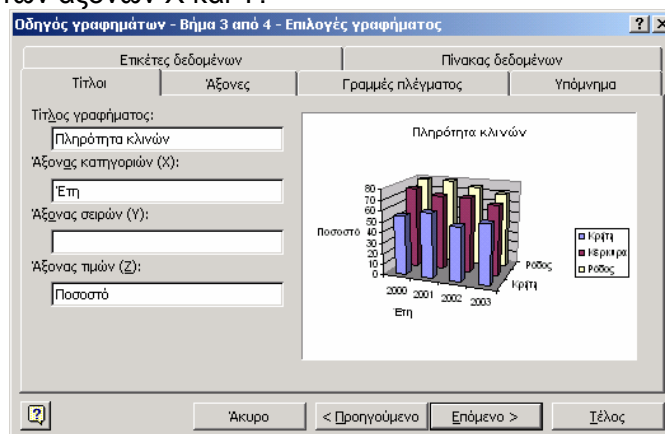 των αξόνων Χ και Υ.
Οδηγός γραφημάτων - Βήμα 3 από 4 - Επιλογές γραφήματος
Ετικέτες δεδομένων Πίνακας δεδομένων
Τίτλοι Άξονες Γραμμές πλέγματος Υπόμνημα
Τίτλος γραφήματος:
Πληρότητα κλινών
Άξονας κατηγοριών (X):
Έτη
Άξονας σειρών (Y):
Άξονας τιμών (Z):
Ποσοστό
Πληρότητα κλινών
Ποσοστό
80
70
60
50
40
30
20
10
0
2000 2001 2002 2003
Έτη
Ρόδος
Κρήτη
Κρήτη
Κέρκυρα
Ρόδος
Άκυρο < Προηγούμενο Επόμενο > Τέλος